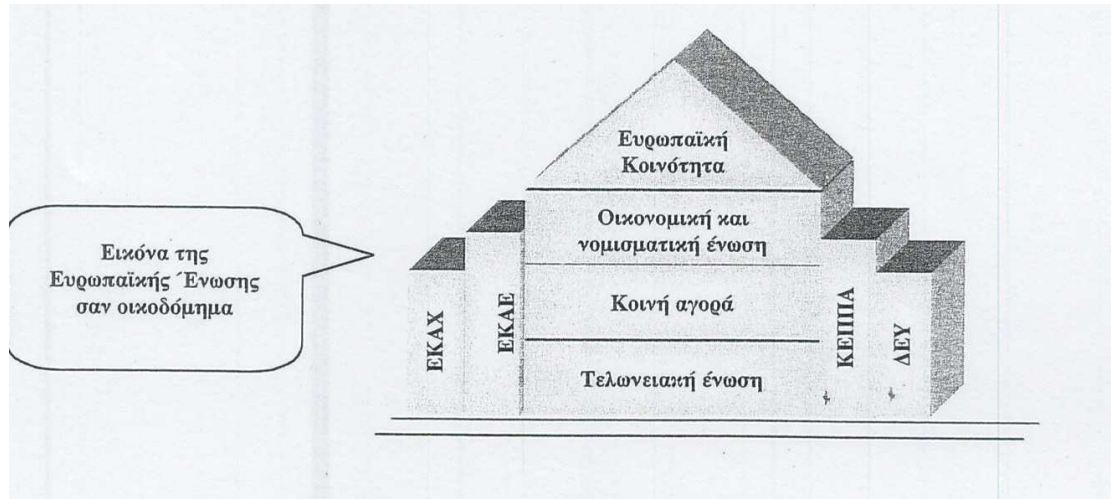 Ευρωπαϊκή
Κοινότητα
Οικονομική και
νομισματική ένωση
Εικόνα της
Ευρωπαϊκής Ένωσης
σαν οικοδόμημα
ΕΚΑΧ
ΕΚΑΕ
Κοινή αγορά
ΚΕΠΠΑ
ΔΕΥ
Τελωνειακή ένωση